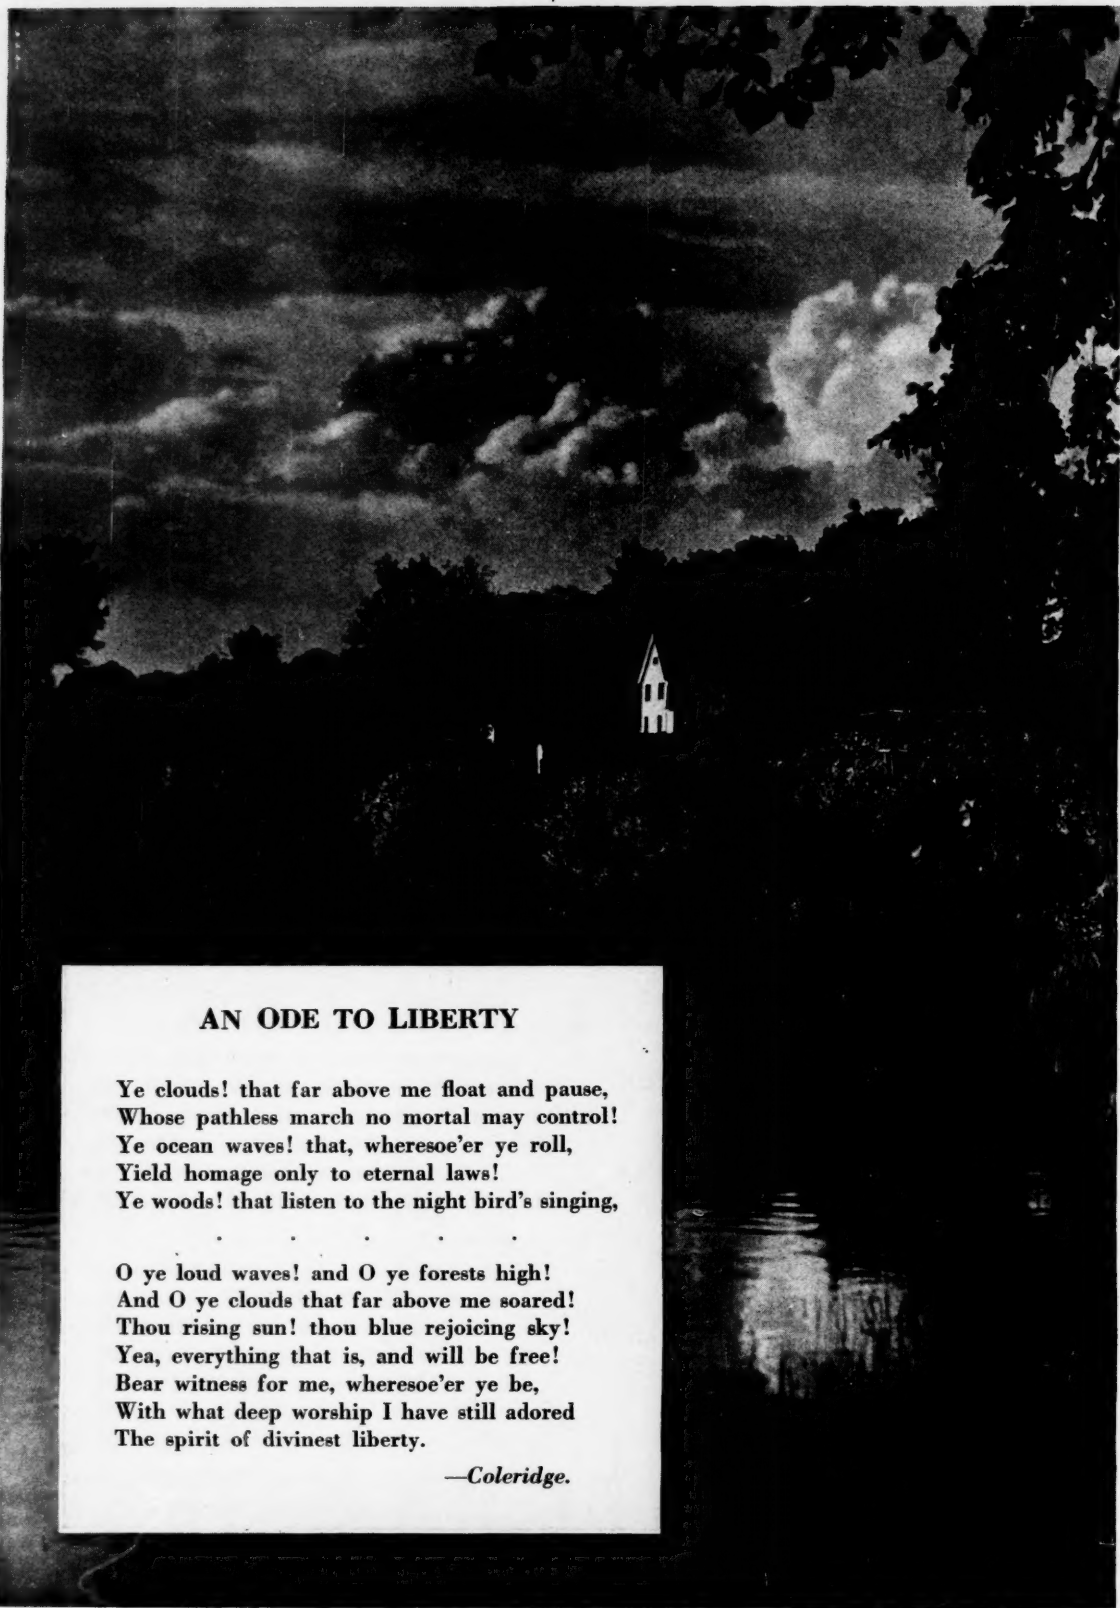 AN ODE TO LIBERTY
Ye clouds! that far above me float and pause,
Whose pathless march no mortal may control!
Ye ocean waves! that, wheresoe'er ye roll,
Yield homage only to eternal laws!
Ye woods! that listen to the night bird's singing,
. . . . .
O ye loud waves! and O ye forests high!
And O ye clouds that far above me soared!
Thou rising sun! thou blue rejoicing sky!
Yea, everything that is, and will be free!
Bear witness for me, wheresoe'er ye be,
With what deep worship I have still adored
The spirit of divinest liberty.
—Coleridge.